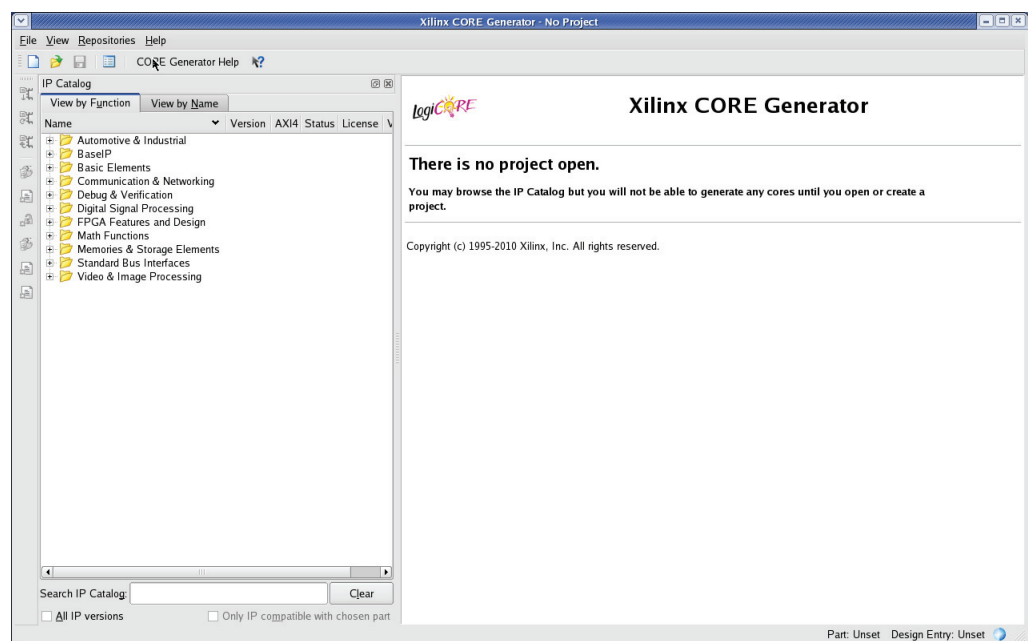 Xilinx CORE Generator - No Project
File View Repositories Help
CORE Generator Help
IP Catalog
View by Function View by Name
Name Version AXI4 Status License V
Automotive & Industrial
BaseIP
Basic Elements
Communication & Networking
Debug & Verification
Digital Signal Processing
FPGA Features and Design
Math Functions
Memories & Storage Elements
Standard Bus Interfaces
Video & Image Processing
Search IP Catalog: Clear
All IP versions Only IP compatible with chosen part
LogiCORE
Xilinx CORE Generator
There is no project open.
You may browse the IP Catalog but you will not be able to generate any cores until you open or create a
project.
Copyright (c) 1995-2010 Xilinx, Inc. All rights reserved.
Part: Unset Design Entry: Unset